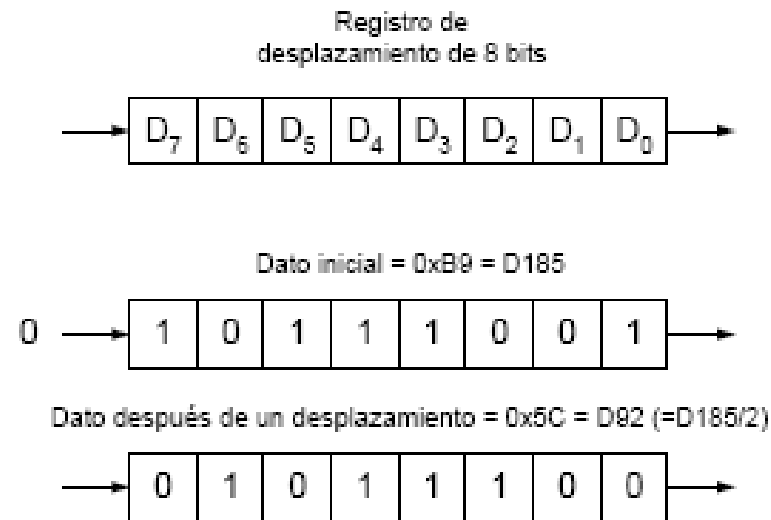 Registro de
desplazamiento de 8 bits
D₇ D₆ D₅ D₄ D₃ D₂ D₁ D₀
Dato inicial = 0xB9 = D185
0 1 0 1 1 1 0 0 1
Dato después de un desplazamiento = 0x5C = D92 (=D185/2)
0 1 0 1 1 1 0 0